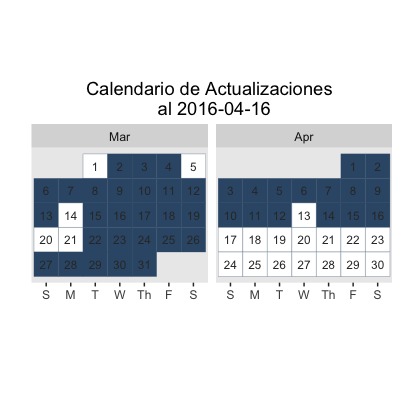 Calendario de Actualizaciones
al 2016-04-16
Mar Apr
1 2 3 4 5 1 2
6 7 8 9 10 11 12 3 4 5 6 7 8 9
13 14 15 16 17 18 19 10 11 12 13 14 15 16
20 21 22 23 24 25 26 17 18 19 20 21 22 23
27 28 29 30 31 24 25 26 27 28 29 30
S M T W Th F S S M T W Th F S